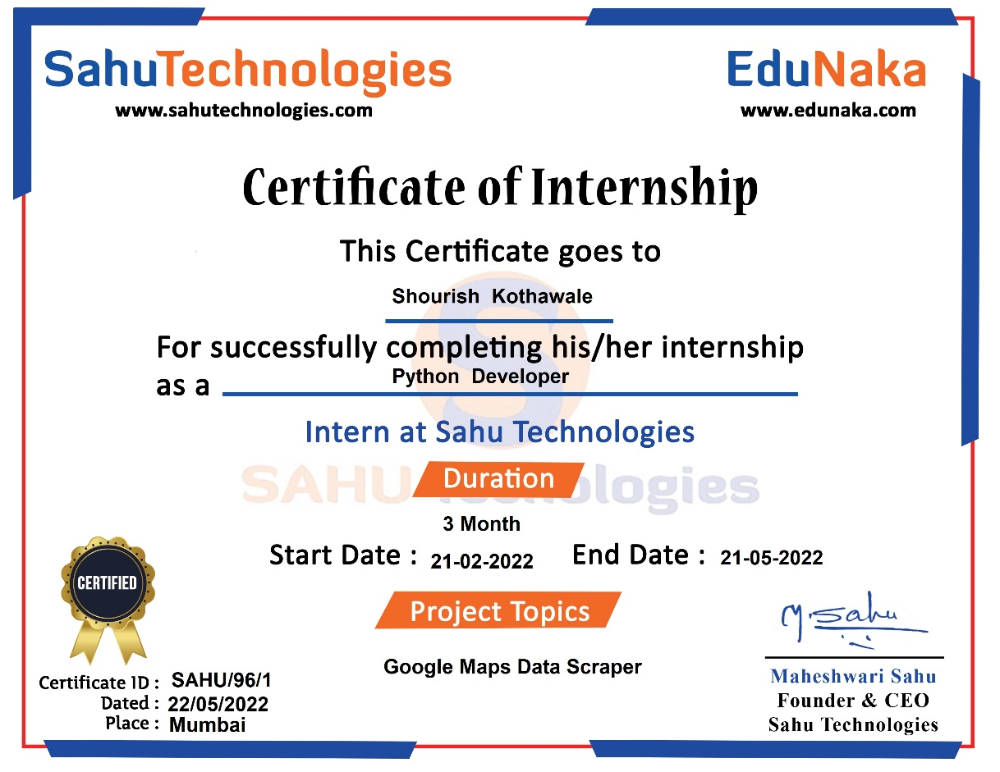 SahuTechnologies
www.sahutechnologies.com
EduNaka
www.edunaka.com
Certificate of Internship
This Certificate goes to
Shourish Kothawale
For successfully completing his/her internship
as a Python Developer
Intern at Sahu Technologies
SAHU Technologies
Duration
3 Month
Start Date : 21-02-2022 End Date : 21-05-2022
CERTIFIED
Project Topics
Google Maps Data Scraper
M.Sahu
Certificate ID : SAHU/96/1
Dated : 22/05/2022
Place : Mumbai
Maheshwari Sahu
Founder & CEO
Sahu Technologies